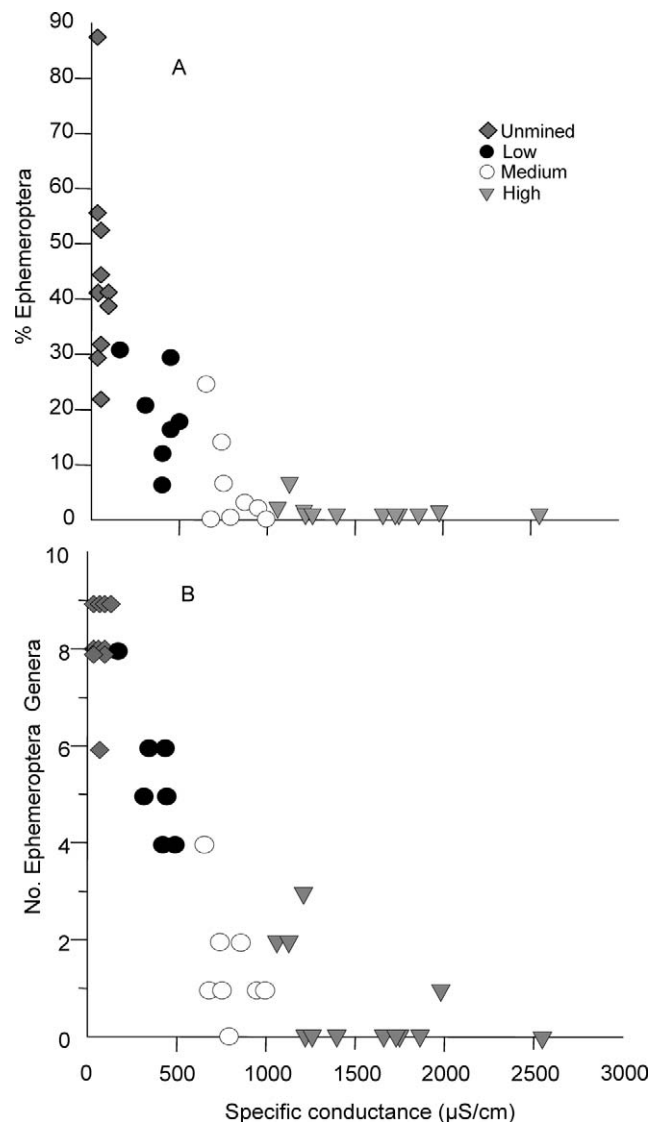 90
80
70
60
50
40
30
20
10
0
% Ephemeroptera
A
Unmined
Low
Medium
High
10
8
6
4
2
0
No. Ephemeroptera Genera
B
0 500 1000 1500 2000 2500 3000
Specific conductance (µS/cm)